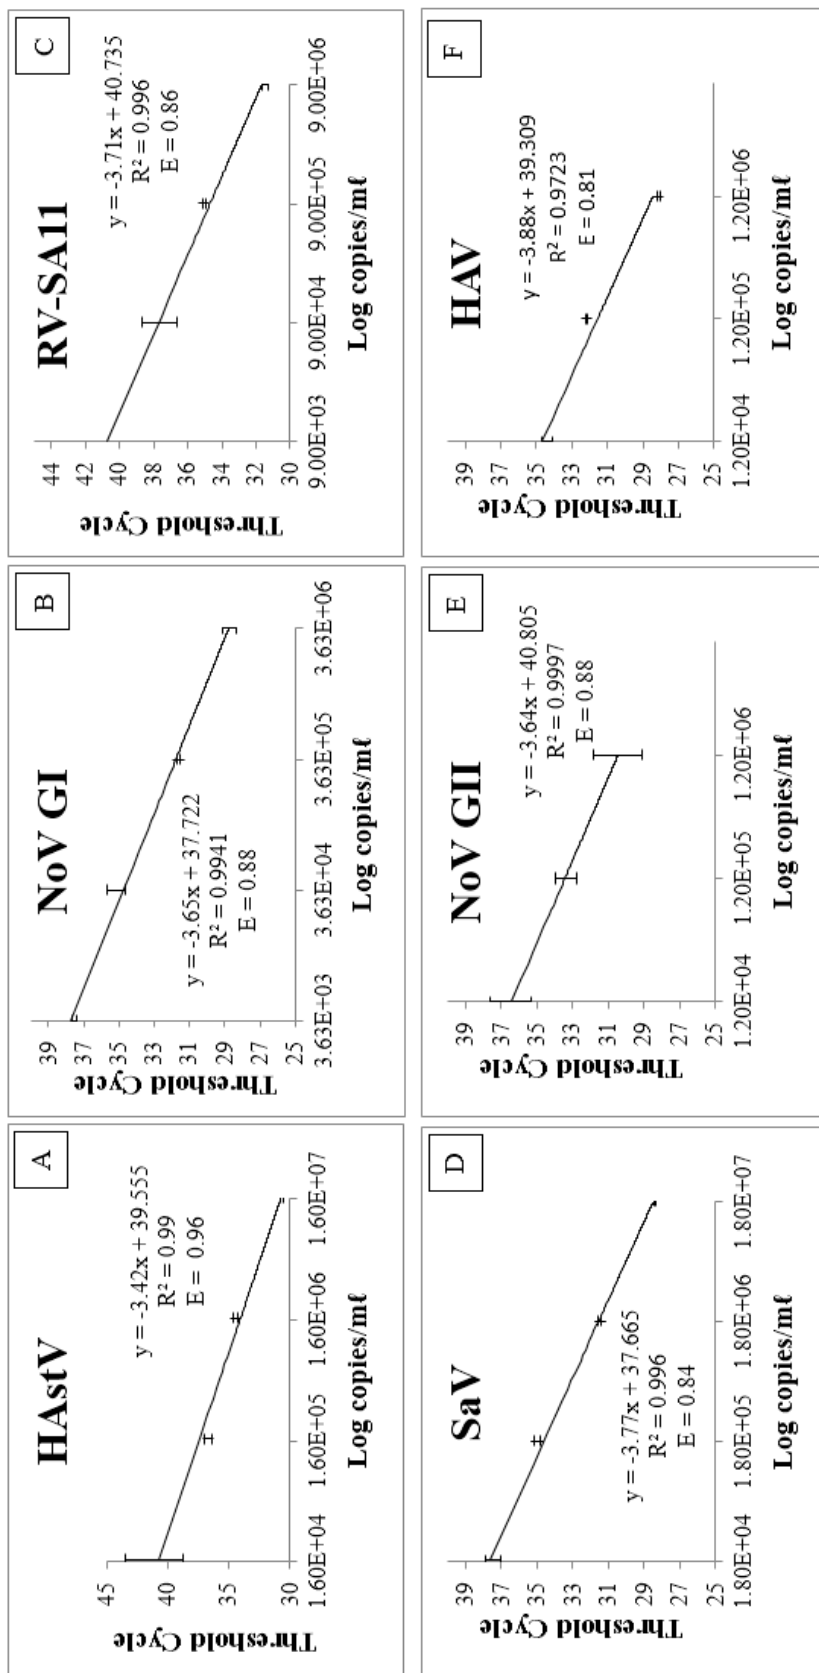 A
HAstV
y = -3.42x + 39.555
R² = 0.99
E = 0.96
Threshold Cycle
45
40
35
30
1.60E+04
1.60E+05
1.60E+06
1.60E+07
Log copies/mℓ
B
NoV GI
y = -3.65x + 37.722
R² = 0.9941
E = 0.88
Threshold Cycle
39
37
35
33
31
29
27
25
3.63E+03
3.63E+04
3.63E+05
3.63E+06
Log copies/mℓ
C
RV-SA11
y = -3.71x + 40.735
R² = 0.996
E = 0.86
Threshold Cycle
44
42
40
38
36
34
32
30
9.00E+03
9.00E+04
9.00E+05
9.00E+06
Log copies/mℓ
D
SaV
y = -3.77x + 37.665
R² = 0.996
E = 0.84
Threshold Cycle
39
37
35
33
31
29
27
25
1.80E+04
1.80E+05
1.80E+06
1.80E+07
Log copies/mℓ
E
NoV GII
y = -3.64x + 40.805
R² = 0.9997
E = 0.88
Threshold Cycle
39
37
35
33
31
29
27
25
1.20E+04
1.20E+05
1.20E+06
Log copies/mℓ
F
HAV
y = -3.88x + 39.309
R² = 0.9723
E = 0.81
Threshold Cycle
39
37
35
33
31
29
27
25
1.20E+04
1.20E+05
1.20E+06
Log copies/mℓ